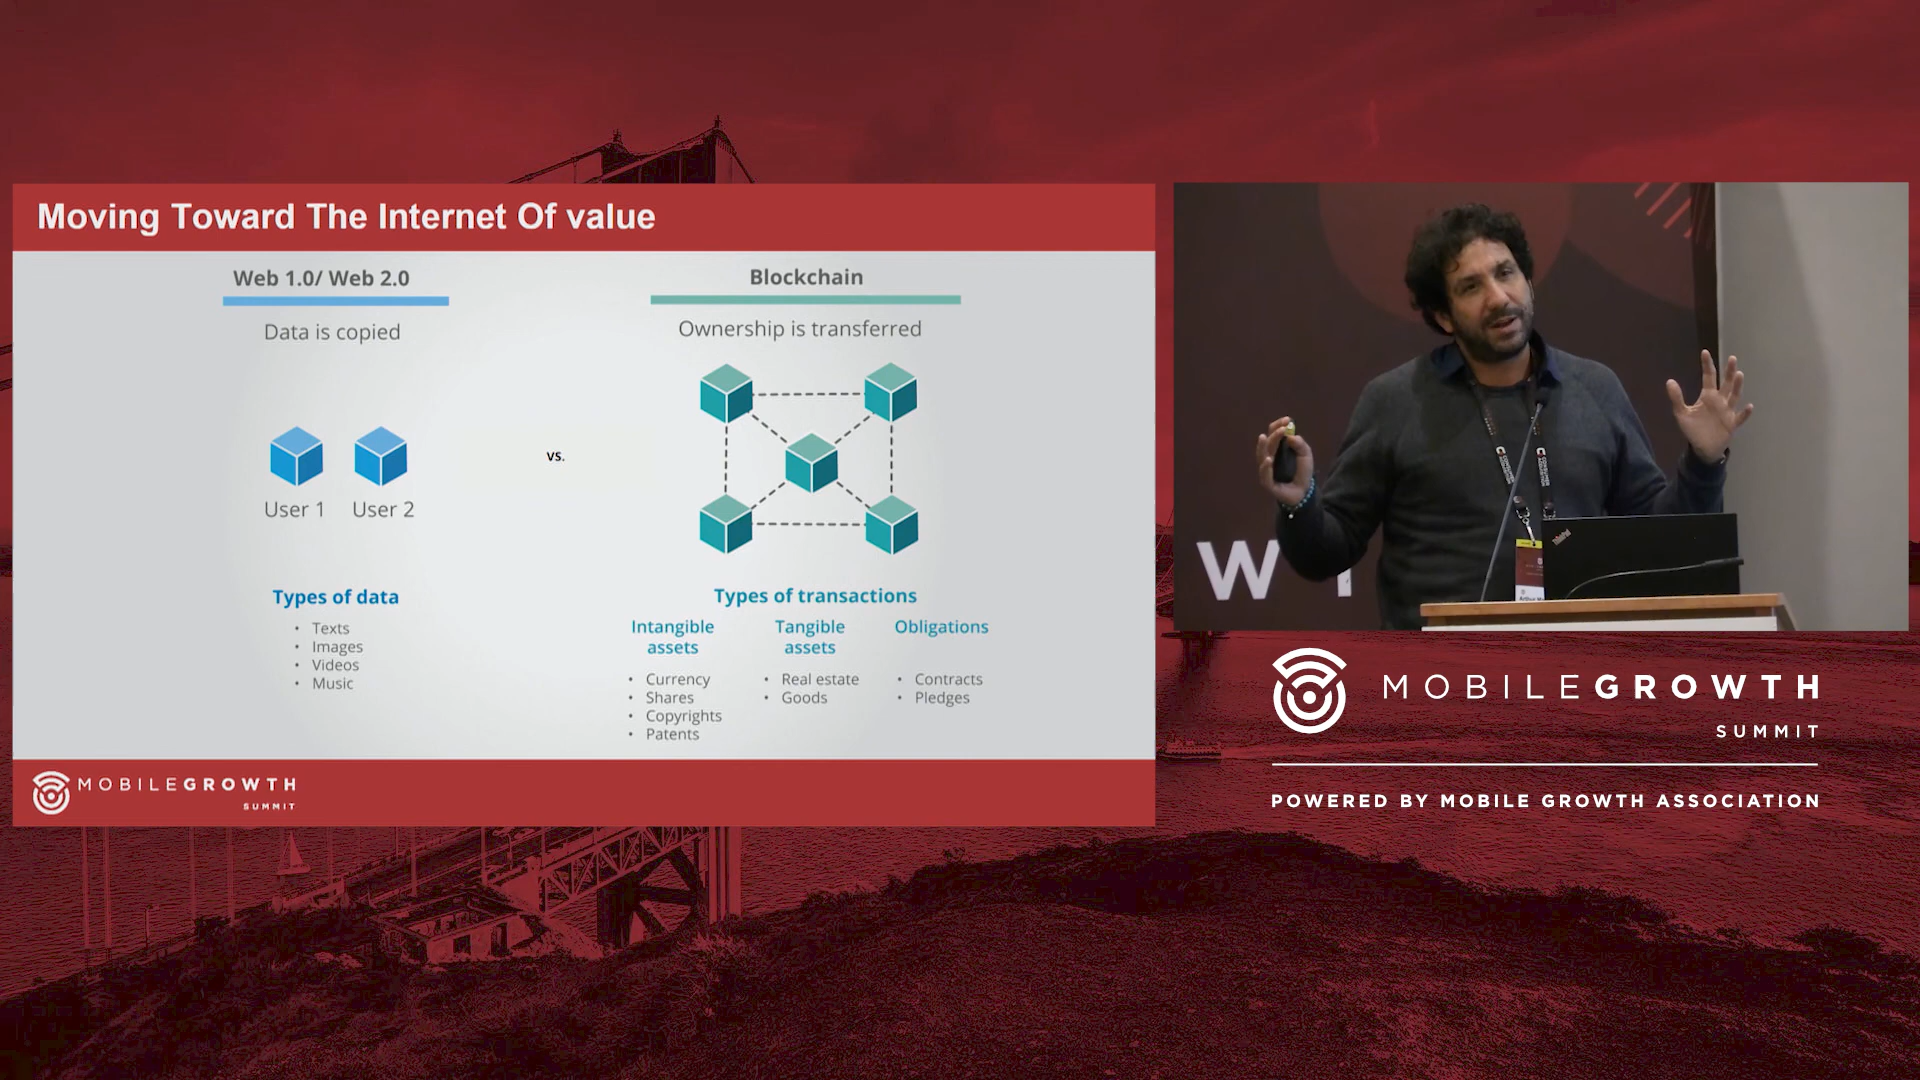 Moving Toward The Internet Of value
Web 1.0/ Web 2.0
Data is copied
User 1 User 2
Types of data
• Texts
• Images
• Videos
• Music
vs.
Blockchain
Ownership is transferred
Types of transactions
Intangible
assets
• Currency
• Shares
• Copyrights
• Patents
Tangible
assets
• Real estate
• Goods
Obligations
• Contracts
• Pledges
MOBILEGROWTH
SUMMIT
W
ThinkPad
Arthur
MOBILEGROWTH
SUMMIT
POWERED BY MOBILE GROWTH ASSOCIATION